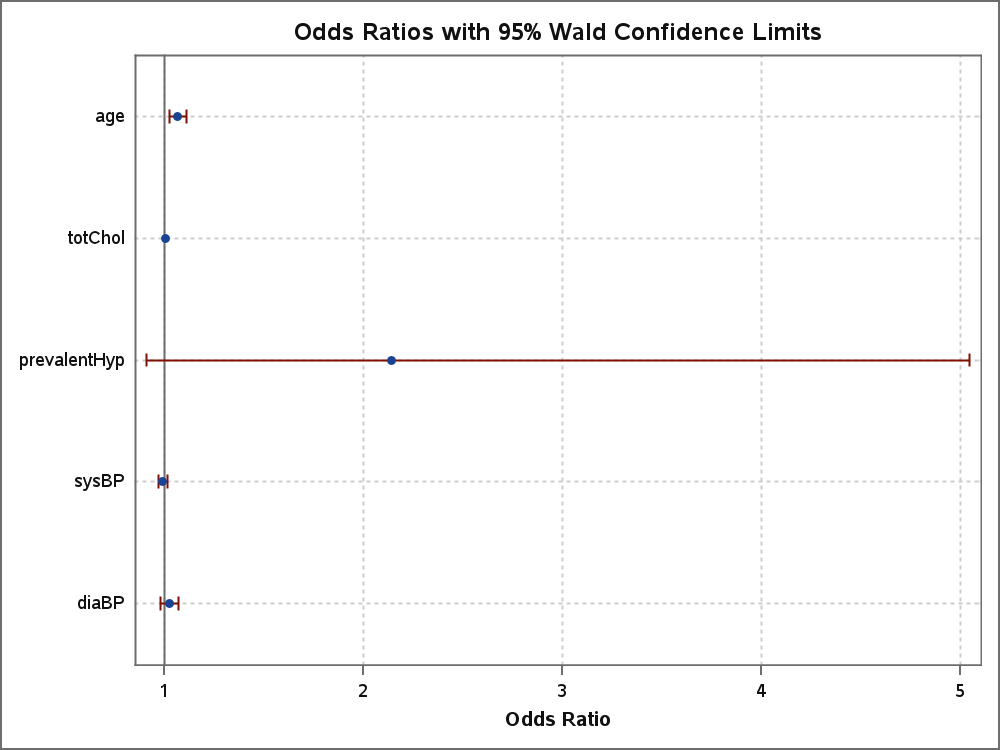 Odds Ratios with 95% Wald Confidence Limits
age
totChol
prevalentHyp
sysBP
diaBP
1 2 3 4 5
Odds Ratio